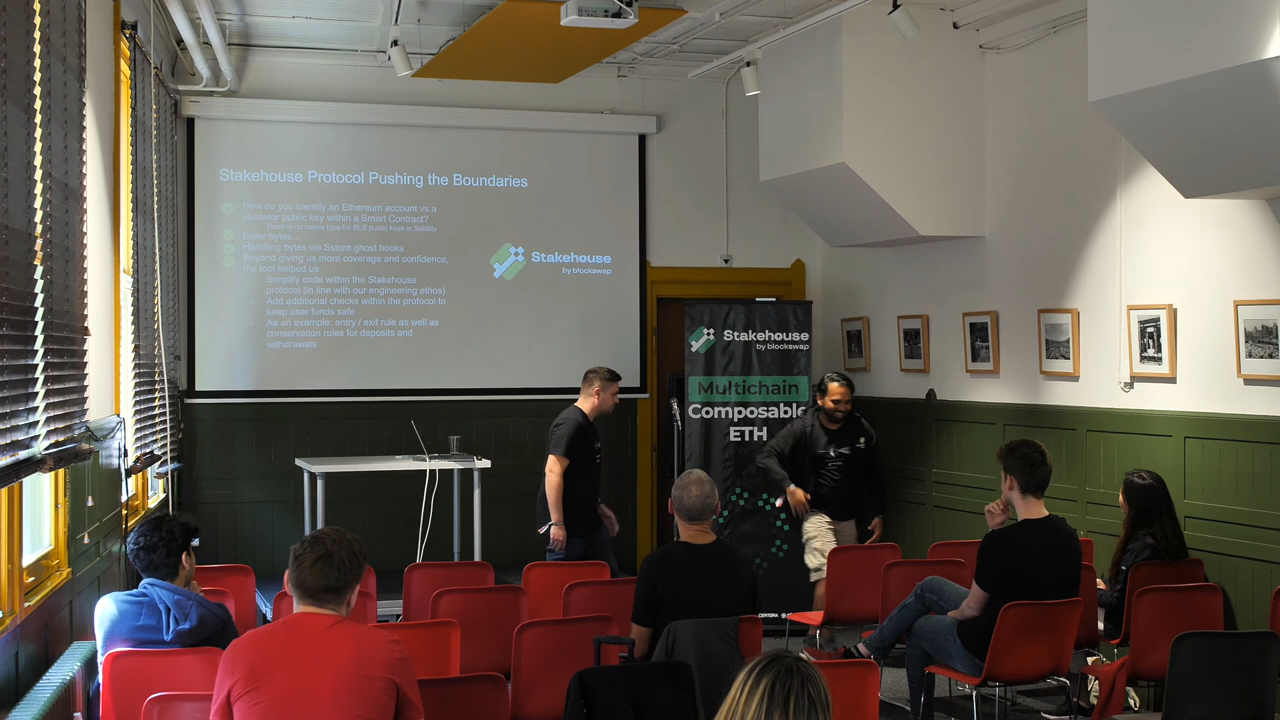 Stakehouse Protocol Pushing the Boundaries
How do you identify an Ethereum account vs a
validator public key within a Smart Contract?
There is no native type for BLS public keys in Solidity
Enter bytes...
Handling bytes via Sstore ghost hooks
Beyond giving us more coverage and confidence,
the tool helped us
Simplify code within the Stakehouse
protocol (in line with our engineering ethos)
Add additional checks within the protocol to
keep user funds safe
As an example: entry / exit rule as well as
conservation rules for deposits and
withdrawals
Stakehouse
by blockswap
Stakehouse
by blockswap
Multichain
Composable
ETH
CERTORA